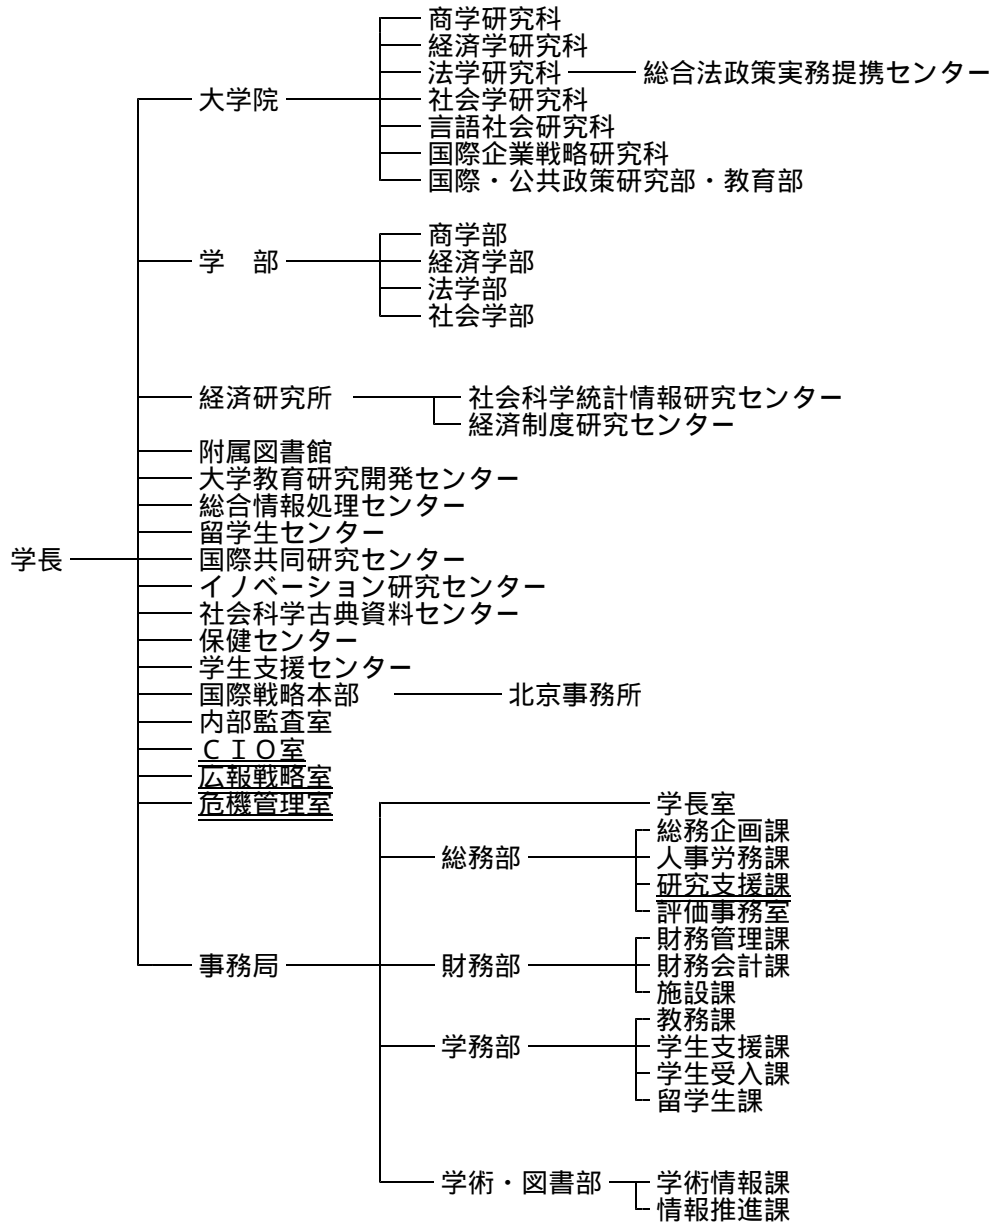 商学研究科
経済学研究科
法学研究科 総合法政策実務提携センター
大学院 社会学研究科
言語社会研究科
国際企業戦略研究科
国際・公共政策研究部・教育部
商学部
学　部 経済学部
法学部
社会学部
経済研究所 社会科学統計情報研究センター
経済制度研究センター
附属図書館
大学教育研究開発センター
総合情報処理センター
留学生センター
学長 国際共同研究センター
イノベーション研究センター
社会科学古典資料センター
保健センター
学生支援センター
国際戦略本部 北京事務所
内部監査室
ＣＩＯ室
広報戦略室
危機管理室 学長室
総務企画課
総務部 人事労務課
研究支援課
評価事務室
財務管理課
事務局 財務部 財務会計課
施設課
教務課
学務部 学生支援課
学生受入課
留学生課
学術・図書部 学術情報課
情報推進課